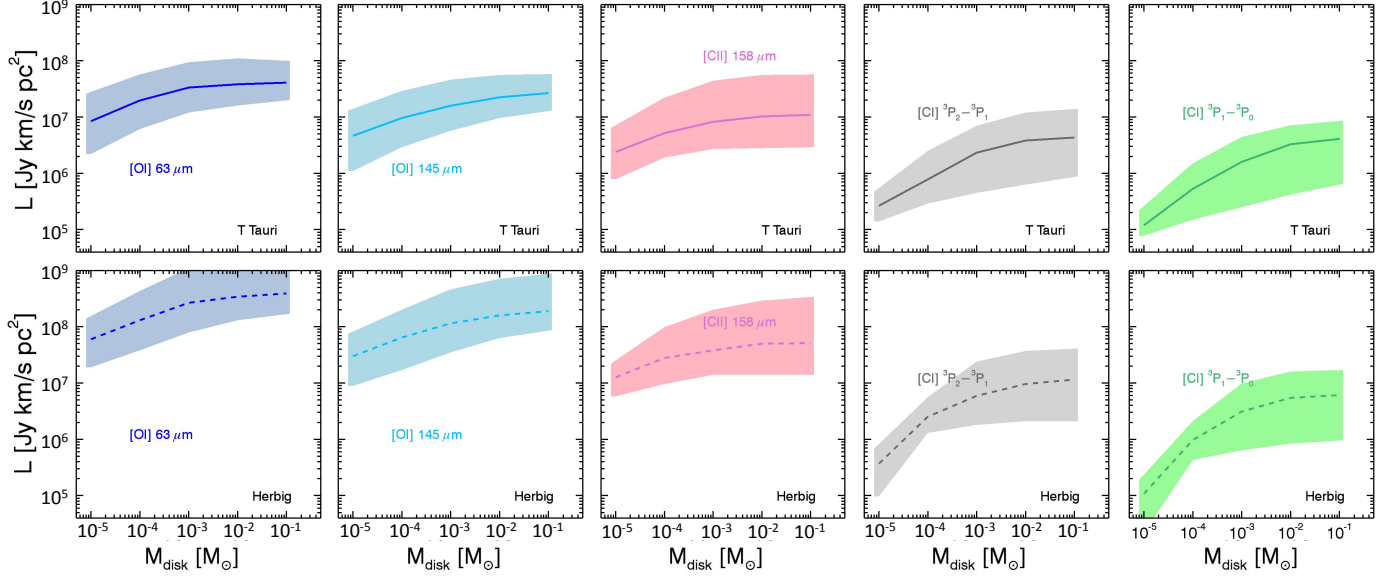 L [Jy km/s pc²]
10⁹
10⁸
10⁷
10⁶
10⁵
[OI] 63 μm
T Tauri
[OI] 145 μm
T Tauri
[CII] 158 μm
T Tauri
[CI] ³P₂−³P₁
T Tauri
[CI] ³P₁−³P₀
T Tauri
L [Jy km/s pc²]
10⁹
10⁸
10⁷
10⁶
10⁵
[OI] 63 μm
Herbig
[OI] 145 μm
Herbig
[CII] 158 μm
Herbig
[CI] ³P₂−³P₁
Herbig
[CI] ³P₁−³P₀
Herbig
10⁻⁵ 10⁻⁴ 10⁻³ 10⁻² 10⁻¹
10⁻⁵ 10⁻⁴ 10⁻³ 10⁻² 10⁻¹
10⁻⁵ 10⁻⁴ 10⁻³ 10⁻² 10⁻¹
10⁻⁵ 10⁻⁴ 10⁻³ 10⁻² 10⁻¹
10⁻⁵ 10⁻⁴ 10⁻³ 10⁻² 10⁻¹
M_disk [M_⊙]
M_disk [M_⊙]
M_disk [M_⊙]
M_disk [M_⊙]
M_disk [M_⊙]